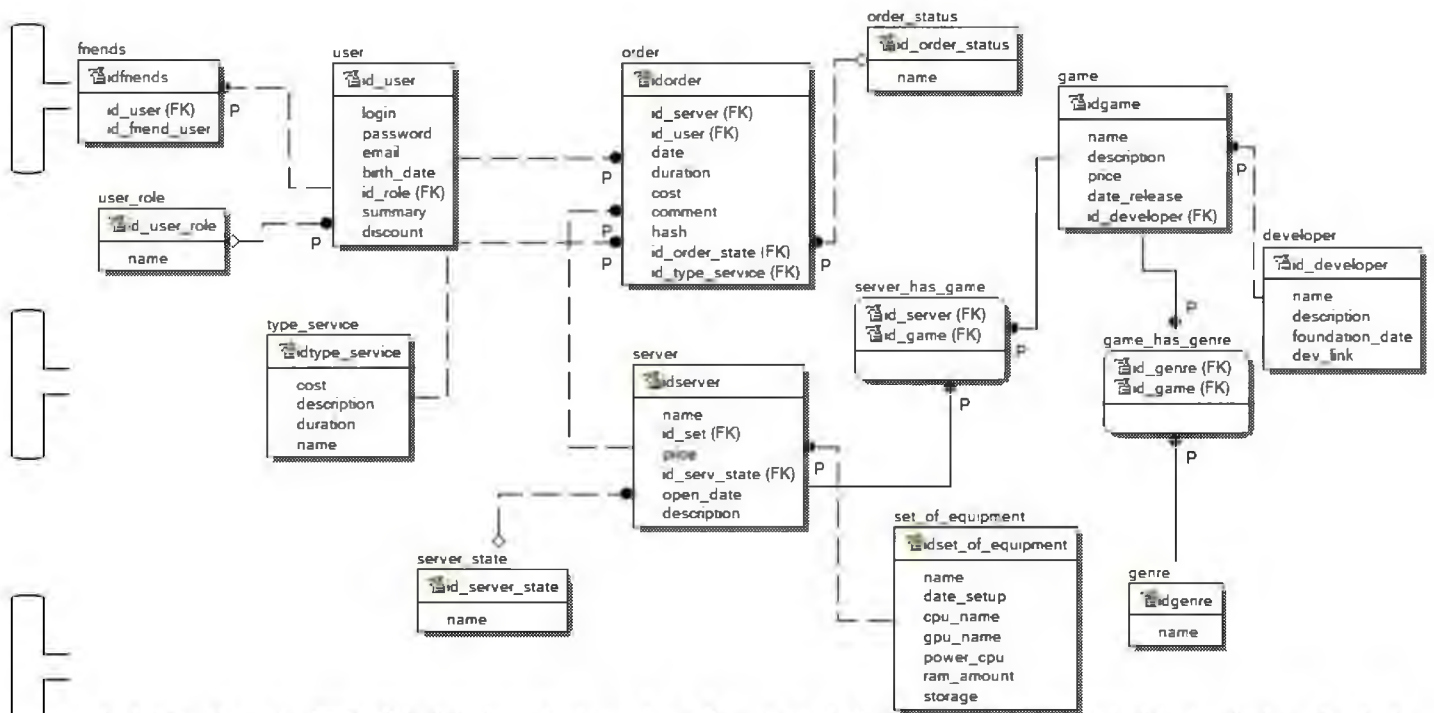 friends
idfriends
id_user (FK)
id_friend_user
P
user
id_user
login
password
email
birth_date
id_role (FK)
summary
discount
P
user_role
id_user_role
name
order
idorder
id_server (FK)
id_user (FK)
date
duration
cost
comment
hash
id_order_state (FK)
id_type_service (FK)
P
P
P
P
order_status
id_order_status
name
game
idgame
name
description
price
date_release
id_developer (FK)
P
developer
id_developer
name
description
foundation_date
dev_link
server_has_game
id_server (FK)
id_game (FK)
P
P
game_has_genre
id_genre (FK)
id_game (FK)
P
P
type_service
idtype_service
cost
description
duration
name
server
idserver
name
id_set (FK)
price
id_serv_state (FK)
open_date
description
P
server_state
id_server_state
name
set_of_equipment
idset_of_equipment
name
date_setup
cpu_name
gpu_name
power_cpu
ram_amount
storage
genre
idgenre
name